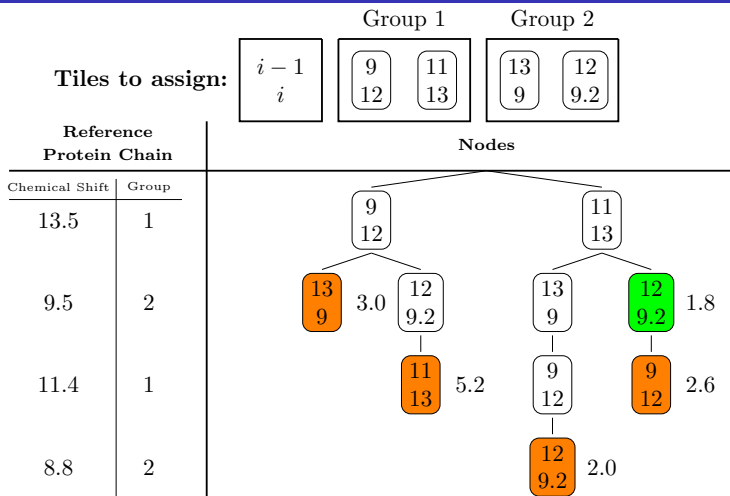 Group 1 Group 2
Tiles to assign: i − 1 9 11 13 12
i 12 13 9 9.2
Reference
Protein Chain
Nodes
Chemical Shift Group
9 11
13.5 1
12 13
13 12 13 12
9.5 2 3.0 1.8
9 9.2 9 9.2
11 9 9
11.4 1 5.2 2.6
13 12 12
12
8.8 2 2.0
9.2